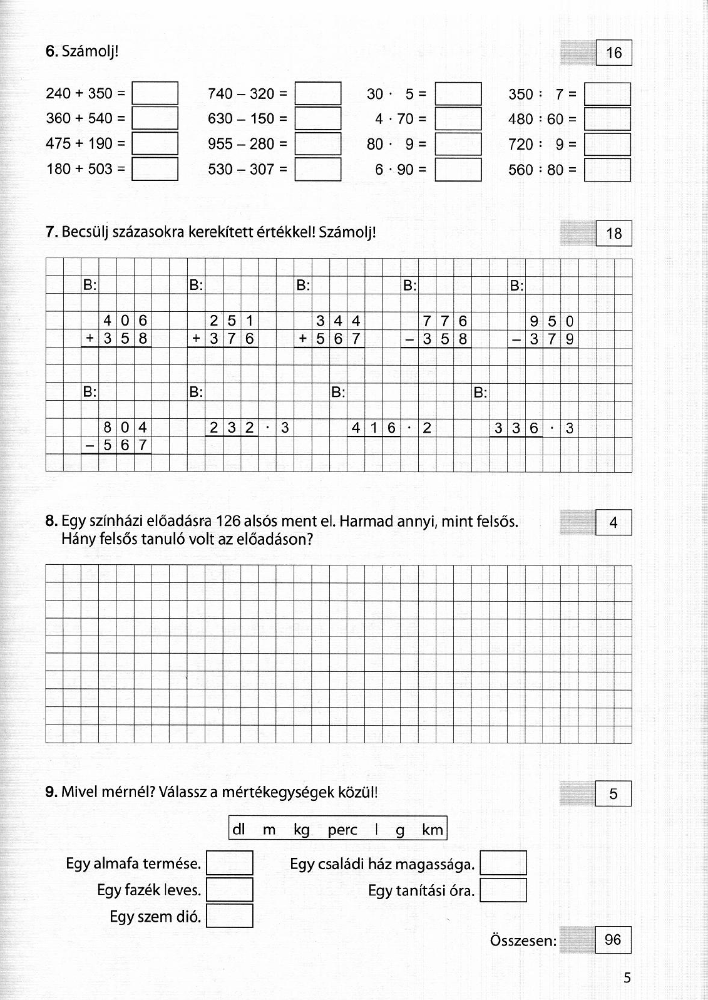 6. Számolj!
16
240 + 350 =
740 – 320 =
30 · 5 =
350 : 7 =
360 + 540 =
630 – 150 =
4 · 70 =
480 : 60 =
475 + 190 =
955 – 280 =
80 · 9 =
720 : 9 =
180 + 503 =
530 – 307 =
6 · 90 =
560 : 80 =
7. Becsülj százasokra kerekített értékkel! Számolj!
18
B: B: B: B: B:
406 251 344 776 950
+ 358 + 376 + 567 – 358 – 379
B: B: B: B:
804 232 · 3 416 · 2 336 · 3
– 567
8. Egy színházi előadásra 126 alsós ment el. Harmad annyi, mint felsős.
4
Hány felsős tanuló volt az előadáson?
9. Mivel mérnél? Válassz a mértékegységek közül!
5
dl m kg perc l g km
Egy almafa termése.
Egy családi ház magassága.
Egy fazék leves.
Egy tanítási óra.
Egy szem dió.
Összesen: 96
5